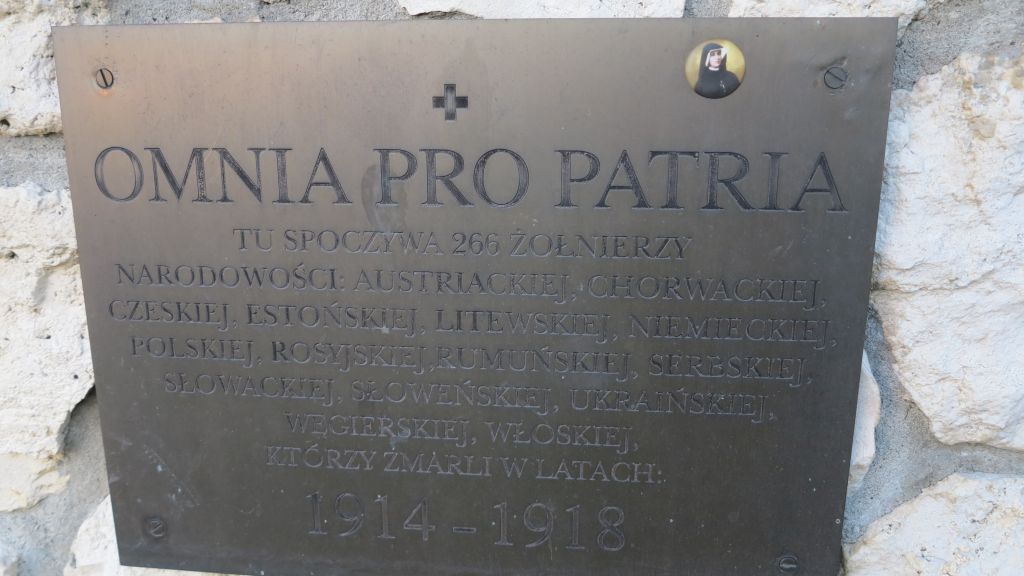 OMNIA PRO PATRIA
TU SPOCZYWA 266 ŻOŁNIERZY
NARODOWOŚCI: AUSTRIACKIEJ, CHORWACKIEJ,
CZESKIEJ, ESTOŃSKIEJ, LITEWSKIEJ, NIEMIECKIEJ,
POLSKIEJ, ROSYJSKIEJ,RUMUŃSKIEJ, SERBSKIEJ,
SŁOWACKIEJ, SŁOWEŃSKIEJ, UKRAIŃSKIEJ,
WĘGIERSKIEJ, WŁOSKIEJ,
KTÓRZY ZMARLI W LATACH:
1914 - 1918